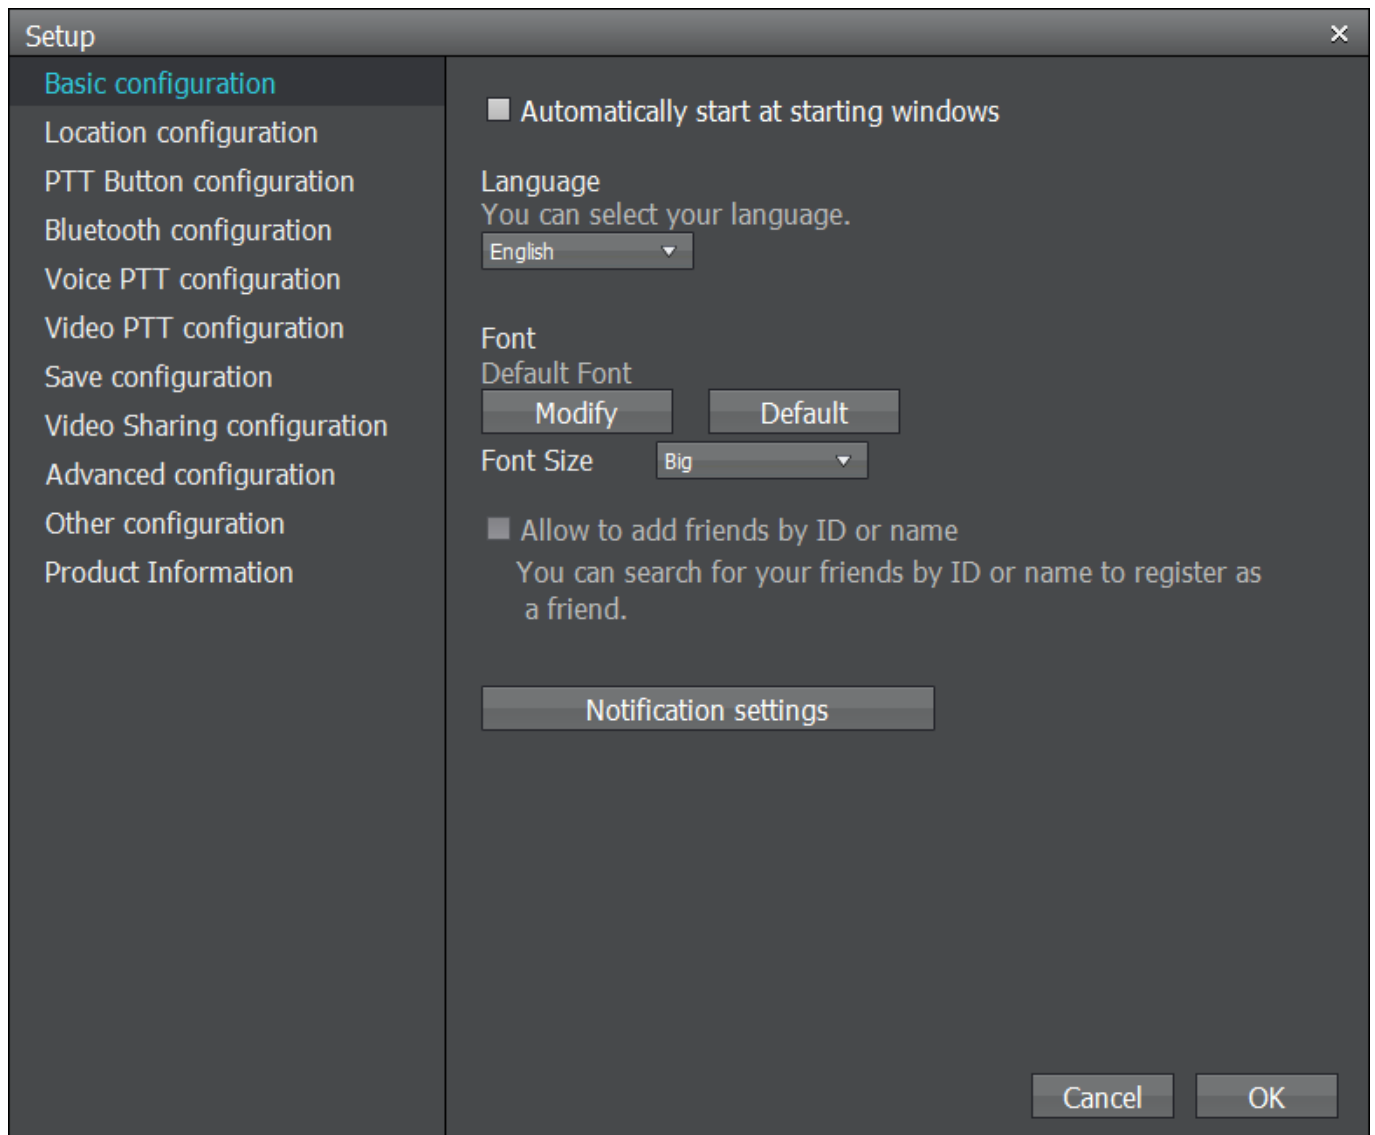 Setup
Basic configuration
Location configuration
PTT Button configuration
Bluetooth configuration
Voice PTT configuration
Video PTT configuration
Save configuration
Video Sharing configuration
Advanced configuration
Other configuration
Product Information
Automatically start at starting windows
Language
You can select your language.
English
Font
Default Font
Modify Default
Font Size Big
Allow to add friends by ID or name
You can search for your friends by ID or name to register as
a friend.
Notification settings
Cancel OK